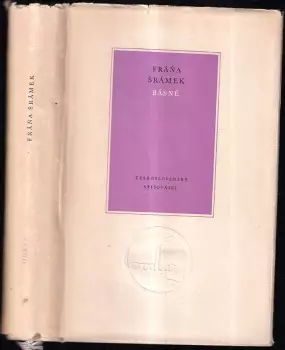 FRÁŇA ŠRÁMEK
FRÁŇA
ŠRÁMEK
BÁSNĚ
ČESKOSLOVENSKÝ
SPISOVATEL